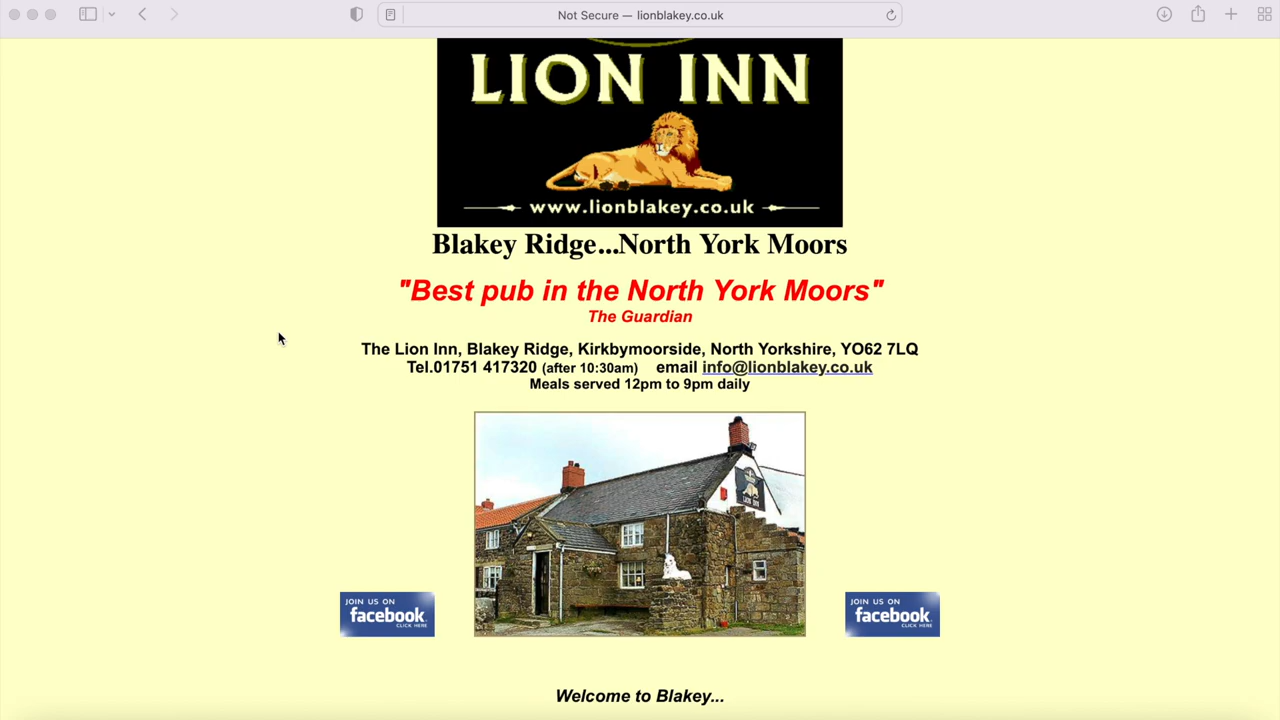 Not Secure — lionblakey.co.uk
LION INN
www.lionblakey.co.uk
Blakey Ridge...North York Moors
"Best pub in the North York Moors"
The Guardian
The Lion Inn, Blakey Ridge, Kirkbymoorside, North Yorkshire, YO62 7LQ
Tel.01751 417320 (after 10:30am) email info@lionblakey.co.uk
Meals served 12pm to 9pm daily
LION INN
JOIN US ON
facebook
CLICK HERE
JOIN US ON
facebook
CLICK HERE
Welcome to Blakey...